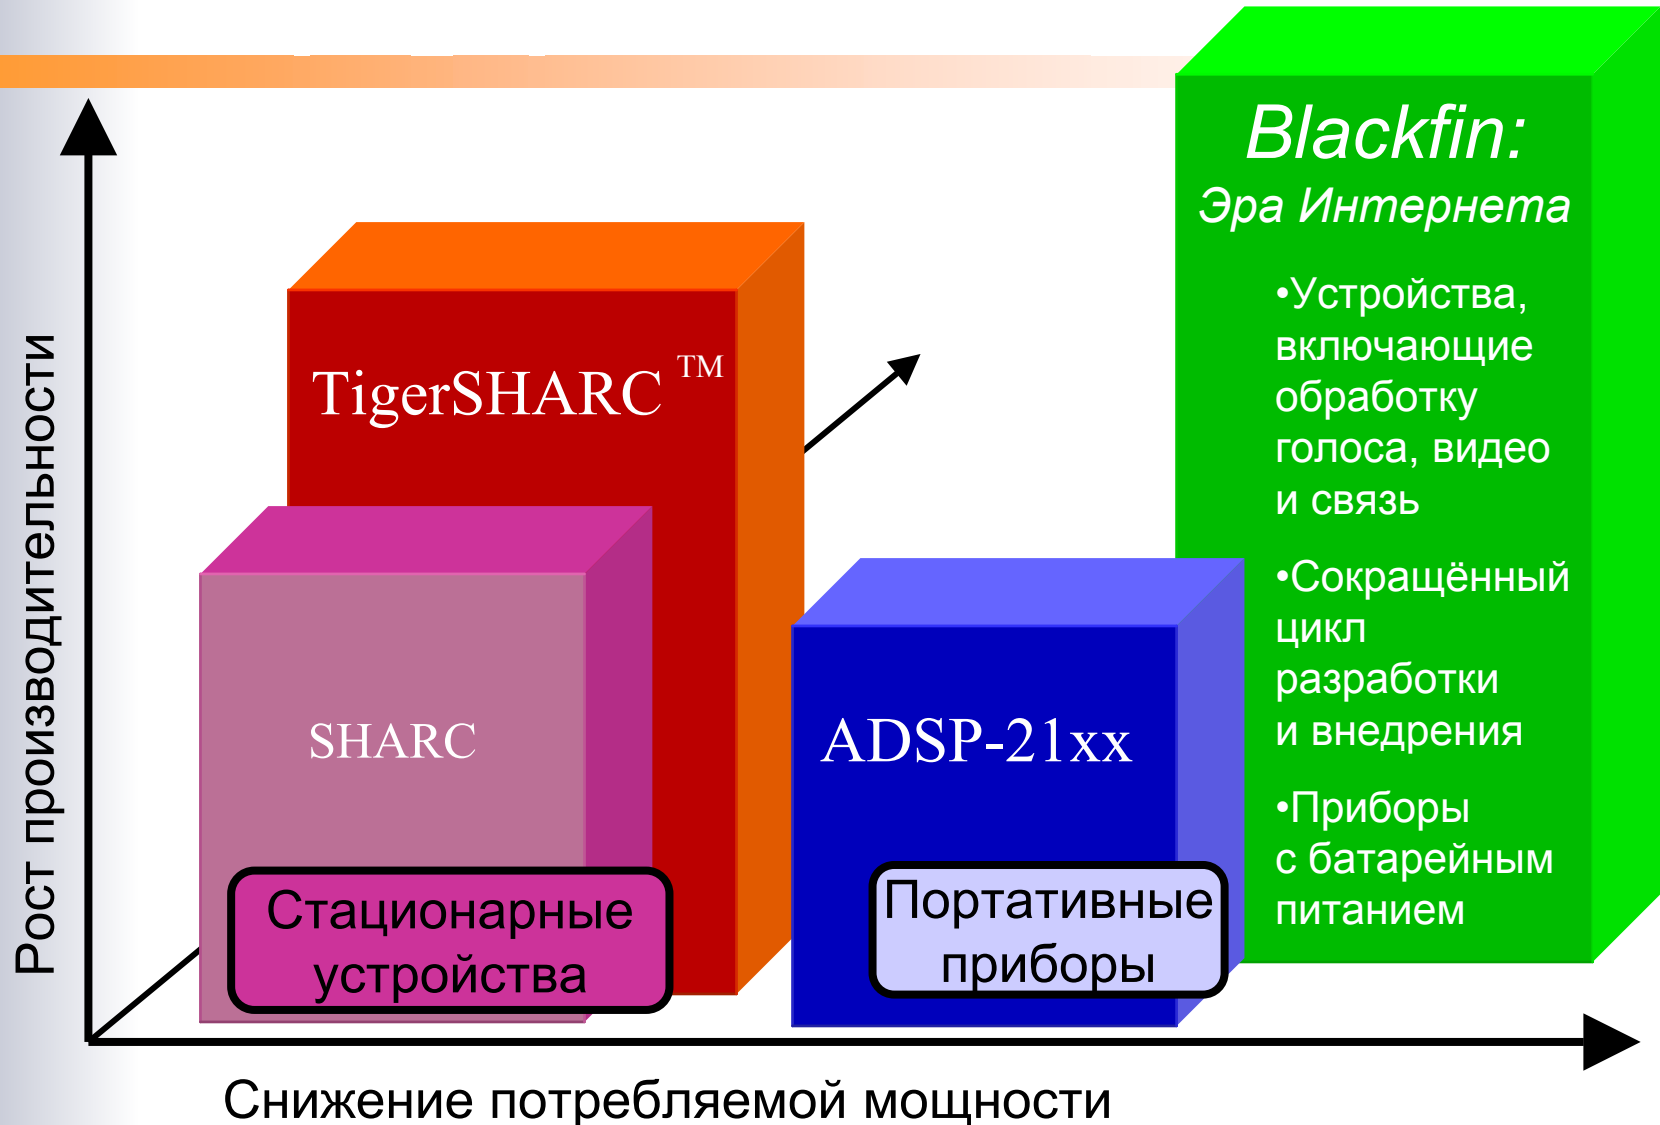 Blackfin:
Эра Интернета
•Устройства,
включающие
обработку
голоса, видео
и связь
•Сокращённый
цикл
разработки
и внедрения
•Приборы
с батарейным
питанием
TigerSHARC TM
SHARC
ADSP-21xx
Стационарные
устройства
Портативные
приборы
Рост производительности
Снижение потребляемой мощности